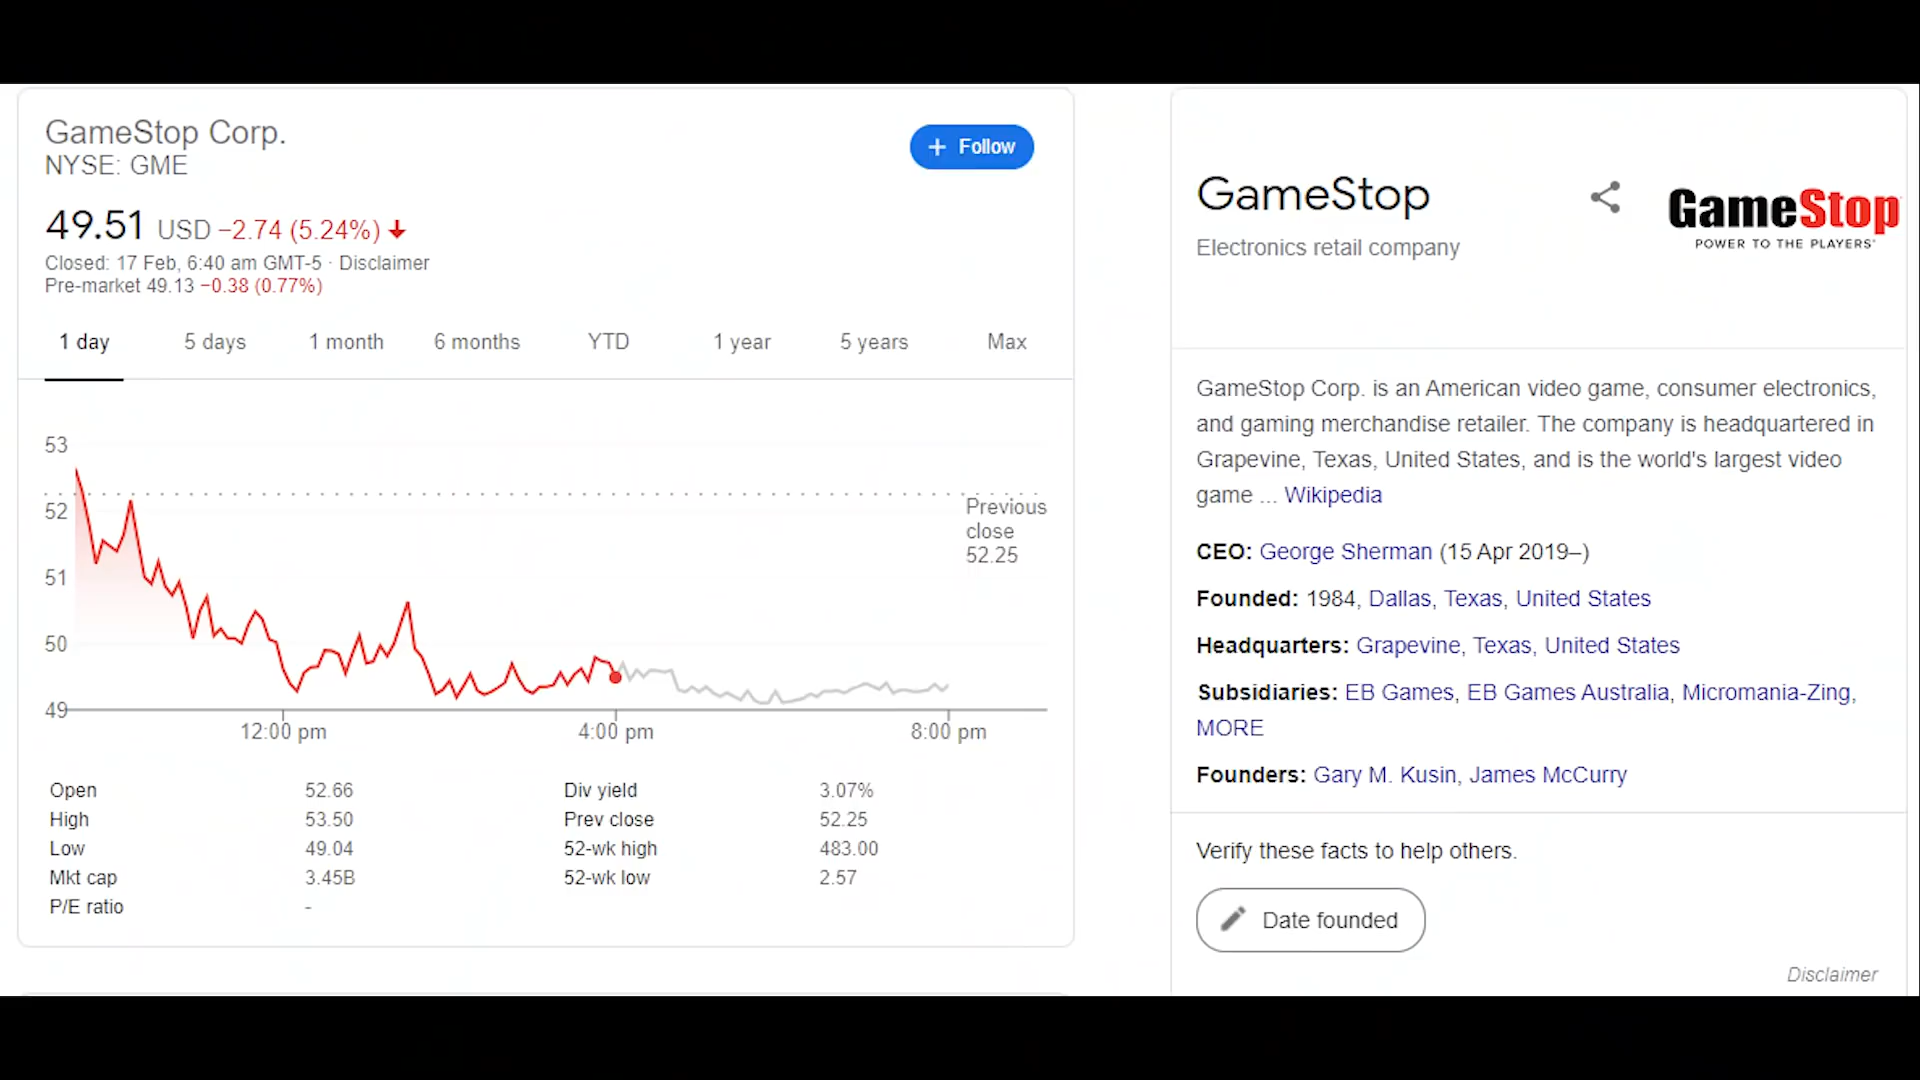 GameStop Corp.
NYSE: GME
+ Follow
49.51 USD −2.74 (5.24%)
Closed: 17 Feb, 6:40 am GMT-5 · Disclaimer
Pre-market 49.13 −0.38 (0.77%)
1 day 5 days 1 month 6 months YTD 1 year 5 years Max
53
52
51
50
49
Previous
close
52.25
12:00 pm 4:00 pm 8:00 pm
Open 52.66 Div yield 3.07%
High 53.50 Prev close 52.25
Low 49.04 52-wk high 483.00
Mkt cap 3.45B 52-wk low 2.57
P/E ratio -
GameStop
Electronics retail company
GameStop
POWER TO THE PLAYERS
GameStop Corp. is an American video game, consumer electronics,
and gaming merchandise retailer. The company is headquartered in
Grapevine, Texas, United States, and is the world's largest video
game ... Wikipedia
CEO: George Sherman (15 Apr 2019–)
Founded: 1984, Dallas, Texas, United States
Headquarters: Grapevine, Texas, United States
Subsidiaries: EB Games, EB Games Australia, Micromania-Zing,
MORE
Founders: Gary M. Kusin, James McCurry
Verify these facts to help others.
Date founded
Disclaimer